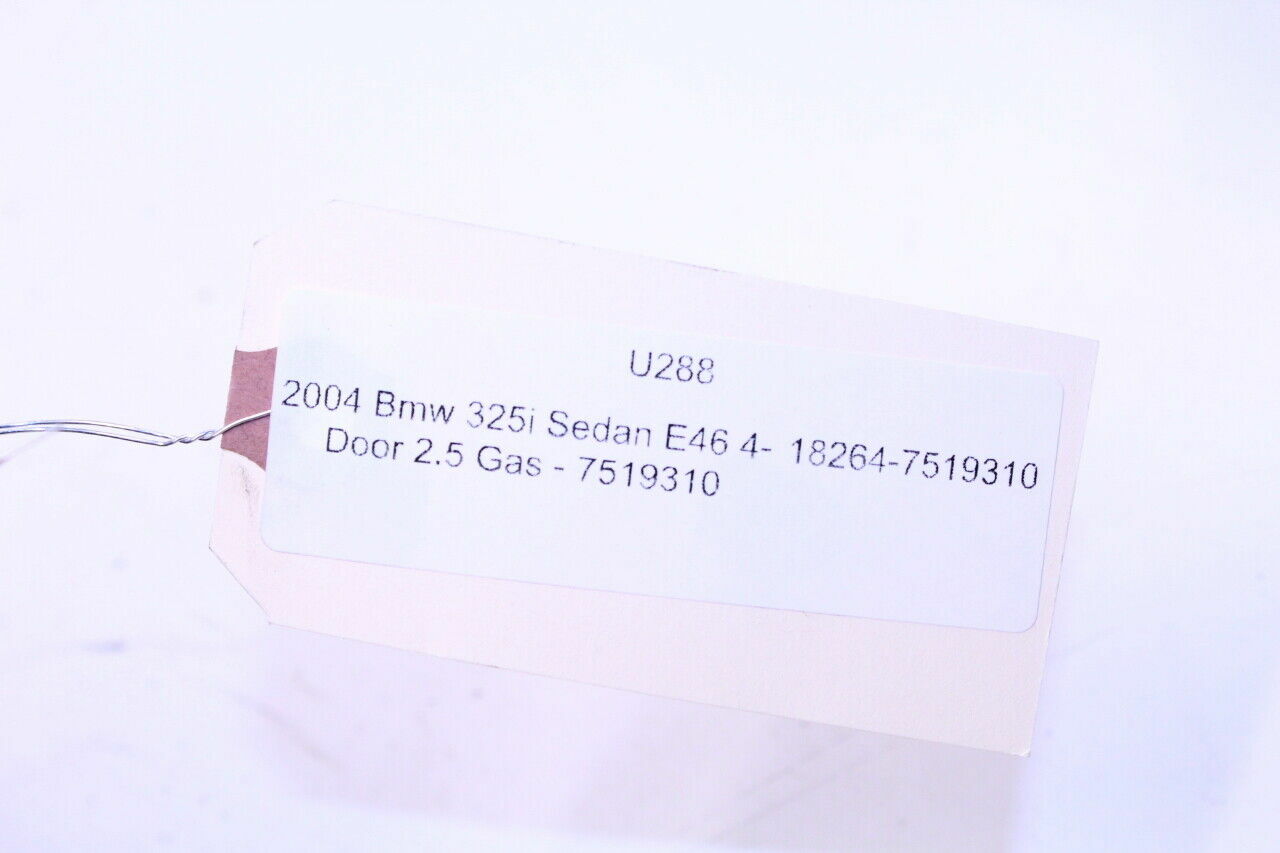 U288
2004 Bmw 325i Sedan E46 4- 18264-7519310
Door 2.5 Gas - 7519310